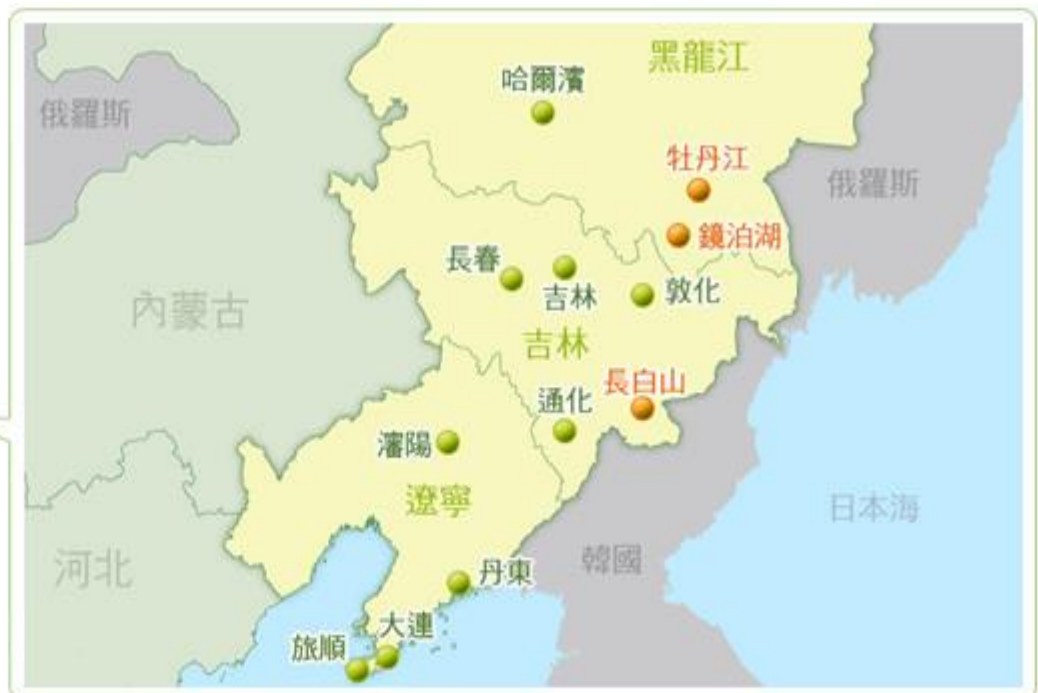 黑龍江
哈爾濱
俄羅斯
牡丹江
俄羅斯
鏡泊湖
長春
吉林
敦化
內蒙古
吉林
長白山
通化
瀋陽
遼寧
日本海
河北
韓國
丹東
大連
旅順